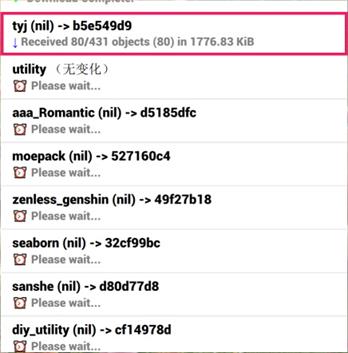 Download Complete!
tyj (nil) -> b5e549d9
↓ Received 80/431 objects (80) in 1776.83 KiB
utility （无变化）
Please wait...
aaa_Romantic (nil) -> d5185dfc
Please wait...
moepack (nil) -> 527160c4
Please wait...
zenless_genshin (nil) -> 49f27b18
Please wait...
seaborn (nil) -> 32cf99bc
Please wait...
sanshe (nil) -> d80d77d8
Please wait...
diy_utility (nil) -> cf14978d
Please wait...